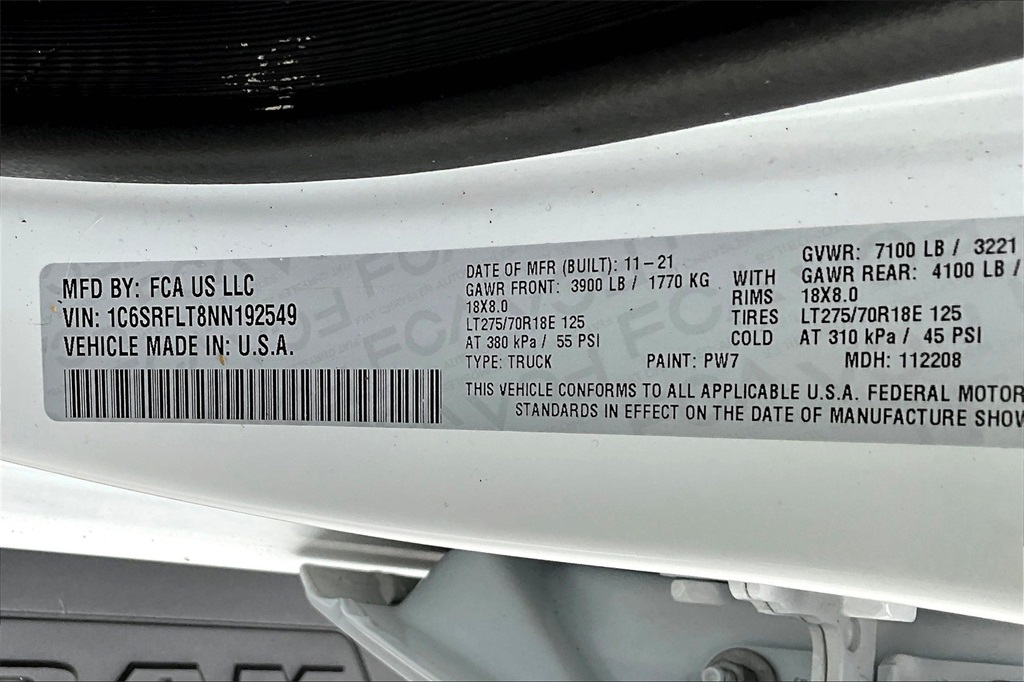 MFD BY: FCA US LLC
VIN: 1C6SRFLT8NN192549
VEHICLE MADE IN: U.S.A.
DATE OF MFR (BUILT): 11-21
GAWR FRONT: 3900 LB / 1770 KG
18X8.0
LT275/70R18E 125
AT 380 kPa / 55 PSI
TYPE: TRUCK
WITH
RIMS
TIRES
COLD
GVWR: 7100 LB / 3221
GAWR REAR: 4100 LB /
18X8.0
LT275/70R18E 125
AT 310 kPa / 45 PSI
PAINT: PW7 MDH: 112208
THIS VEHICLE CONFORMS TO ALL APPLICABLE U.S.A. FEDERAL MOTOR
STANDARDS IN EFFECT ON THE DATE OF MANUFACTURE SHOW